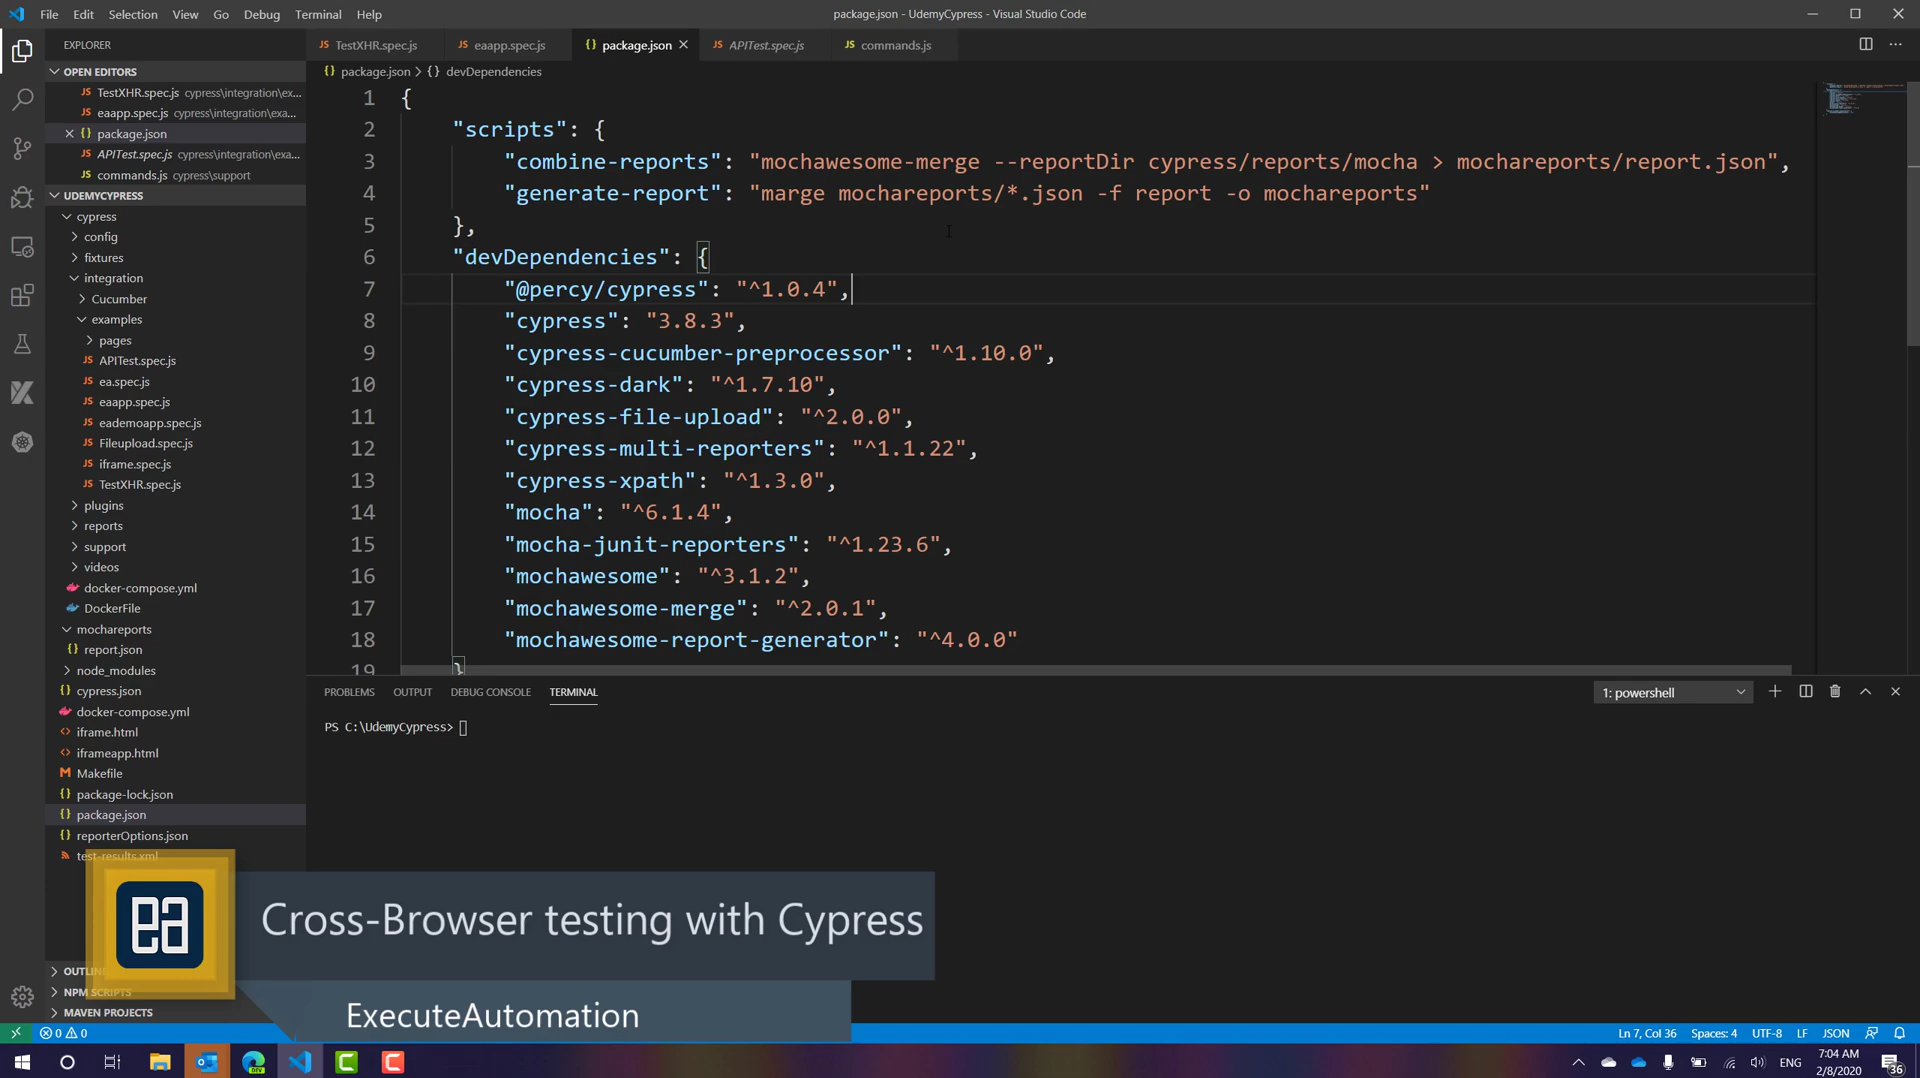 File Edit Selection View Go Debug Terminal Help
package.json - UdemyCypress - Visual Studio Code
EXPLORER
OPEN EDITORS
TestXHR.spec.js cypress\integration\exa...
eaapp.spec.js cypress\integration\exa...
package.json
APITest.spec.js cypress\integration\exa...
commands.js cypress\support
UDEMYCYPRESS
cypress
config
fixtures
integration
Cucumber
examples
pages
APITest.spec.js
ea.spec.js
eaapp.spec.js
eademoapp.spec.js
Fileupload.spec.js
iframe.spec.js
TestXHR.spec.js
plugins
reports
support
videos
docker-compose.yml
DockerFile
mochareports
report.json
node_modules
cypress.json
docker-compose.yml
iframe.html
iframeapp.html
Makefile
package-lock.json
package.json
reporterOptions.json
test-results.xml
OUTLINE
NPM SCRIPTS
MAVEN PROJECTS
TestXHR.spec.js eaapp.spec.js package.json APITest.spec.js commands.js
package.json > {} devDependencies
1 {
2 "scripts": {
3 "combine-reports": "mochawesome-merge --reportDir cypress/reports/mocha > mochareports/report.json",
4 "generate-report": "marge mochareports/*.json -f report -o mochareports"
5 },
6 "devDependencies": {
7 "@percy/cypress": "^1.0.4",
8 "cypress": "3.8.3",
9 "cypress-cucumber-preprocessor": "^1.10.0",
10 "cypress-dark": "^1.7.10",
11 "cypress-file-upload": "^2.0.0",
12 "cypress-multi-reporters": "^1.1.22",
13 "cypress-xpath": "^1.3.0",
14 "mocha": "^6.1.4",
15 "mocha-junit-reporters": "^1.23.6",
16 "mochawesome": "^3.1.2",
17 "mochawesome-merge": "^2.0.1",
18 "mochawesome-report-generator": "^4.0.0"
19 }
PROBLEMS OUTPUT DEBUG CONSOLE TERMINAL
1: powershell
PS C:\UdemyCypress>
ea
Cross-Browser testing with Cypress
ExecuteAutomation
0 0
Ln 7, Col 36 Spaces: 4 UTF-8 LF JSON
ENG
7:04 AM
2/8/2020
36